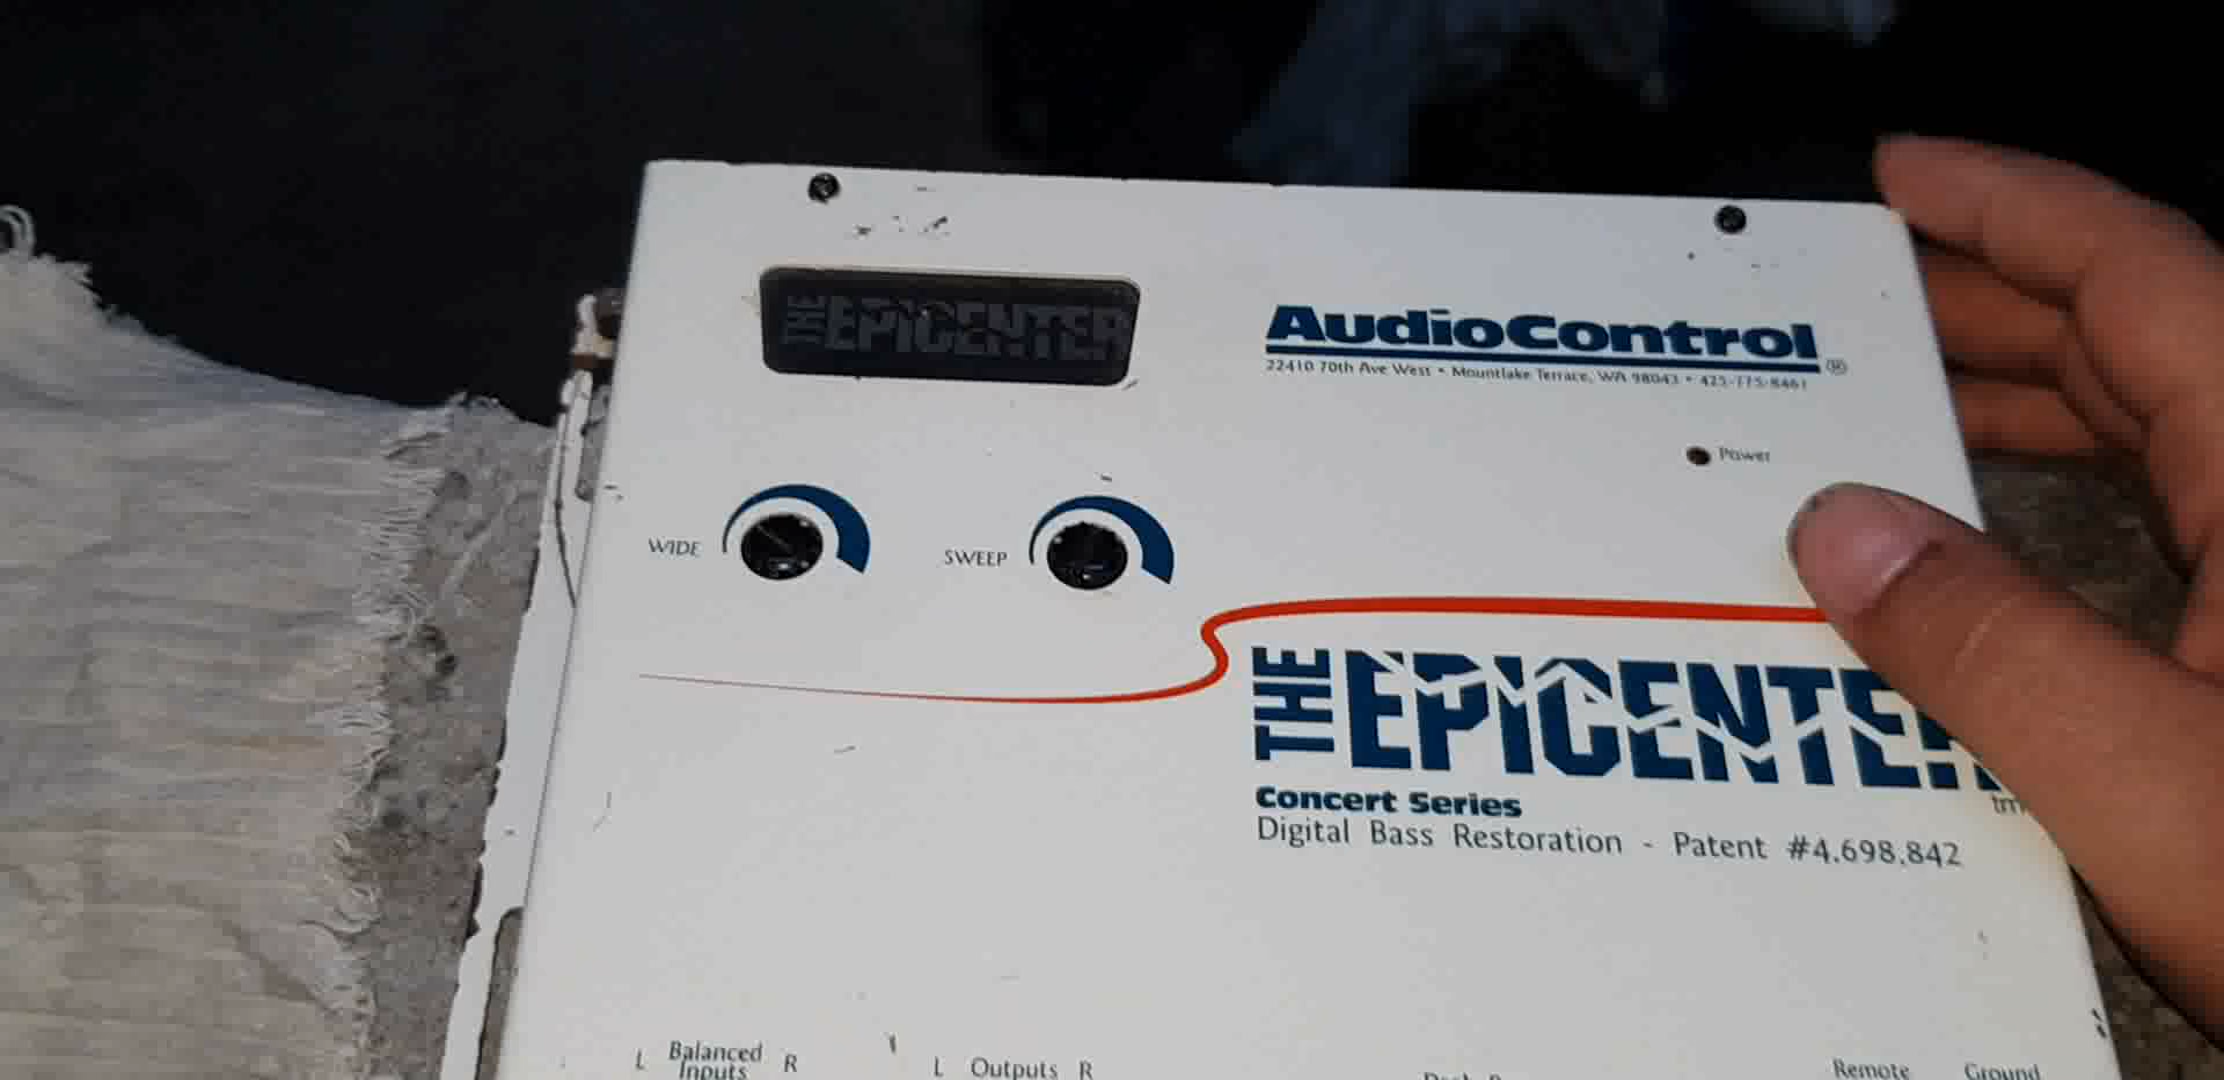 THE EPICENTER
AudioControl®
22410 70th Ave West • Mountlake Terrace, WA 98043 • 425-775-8461
Power
WIDE
SWEEP
THE EPICENTER
tm
Concert Series
Digital Bass Restoration - Patent #4,698,842
L Balanced Inputs R
L Outputs R
Remote
Ground